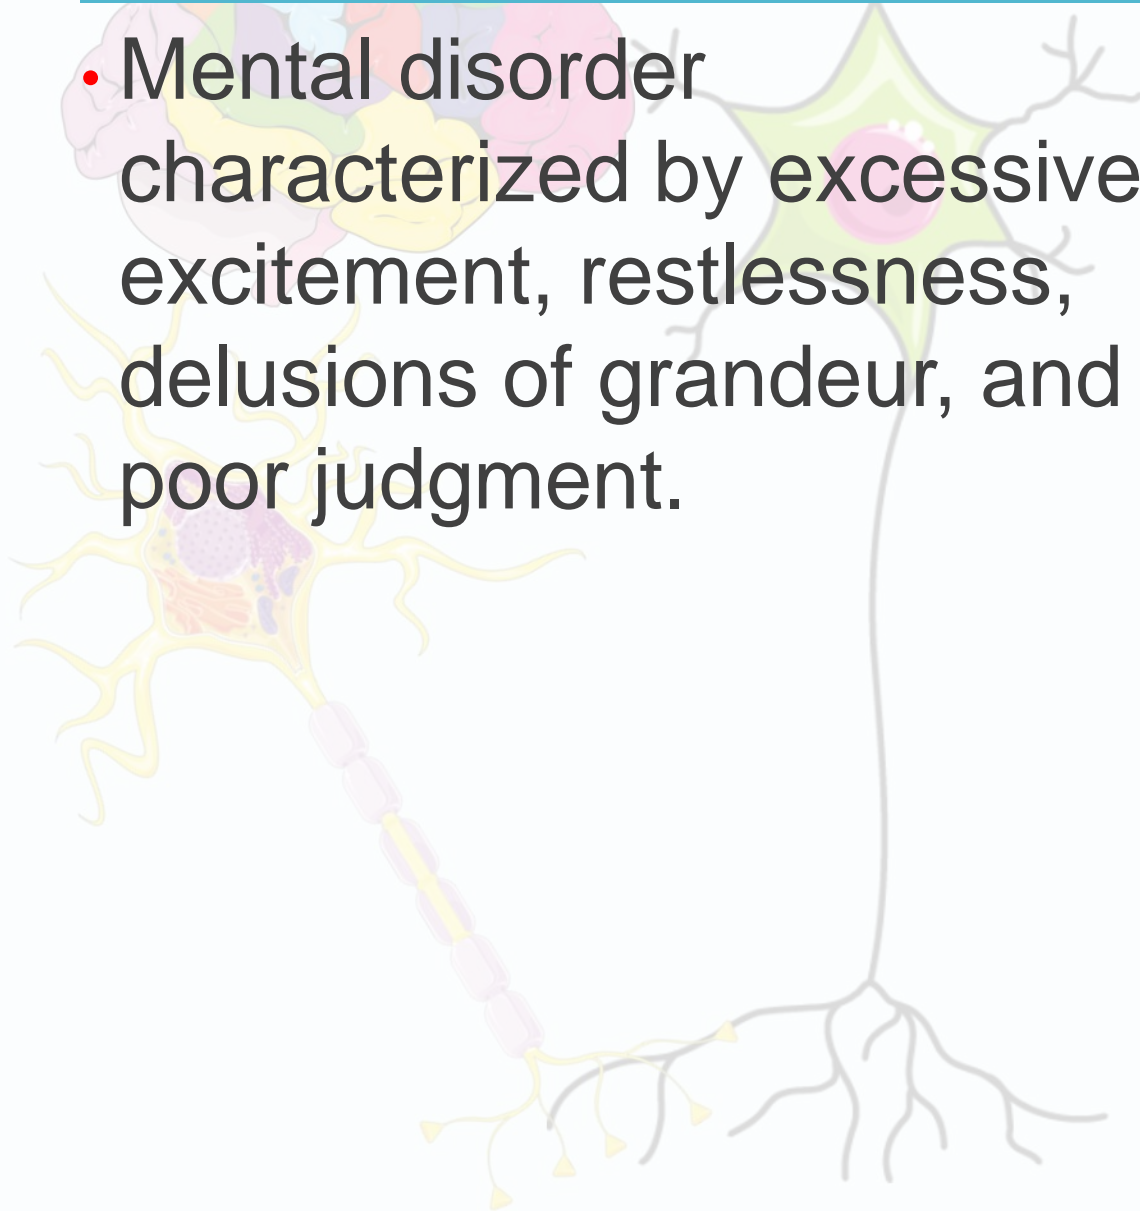 • Mental disorder
characterized by excessive
excitement, restlessness,
delusions of grandeur, and
poor judgment.